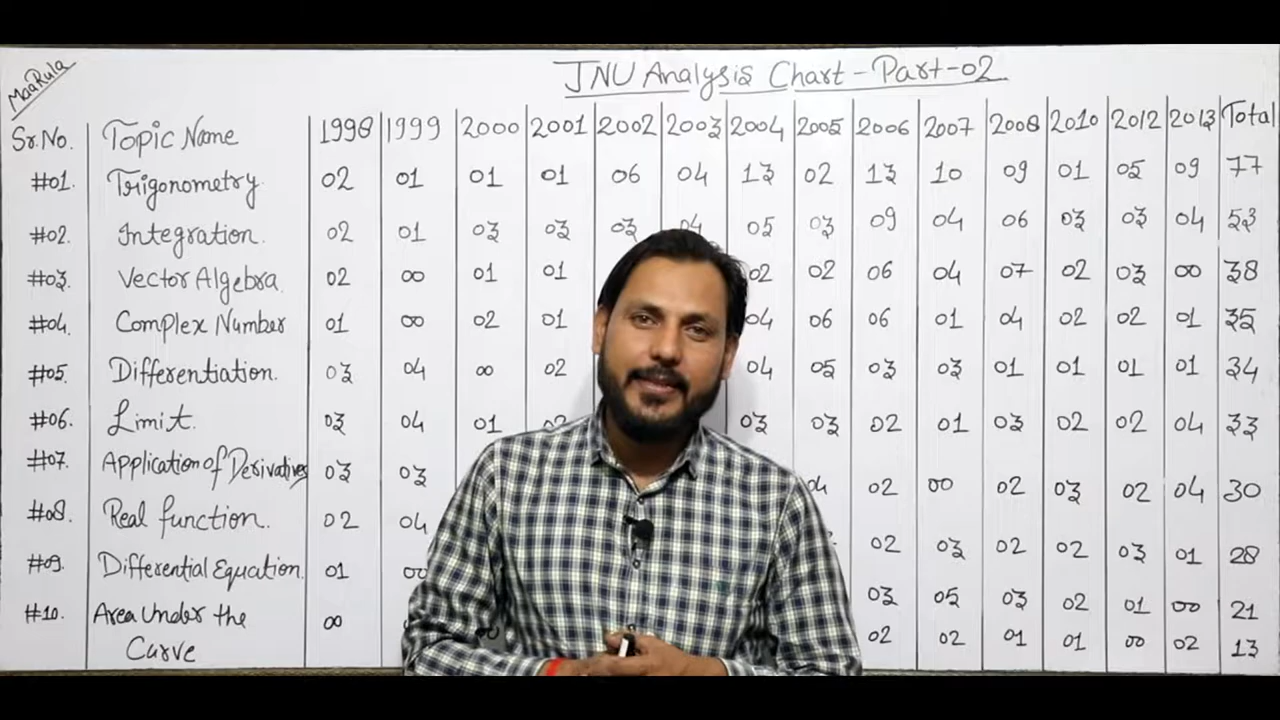 MaaRula
JNU Analysis Chart - Part-02
Sr.No. Topic Name 1998 1999 2000 2001 2002 2003 2004 2005 2006 2007 2008 2010 2012 2013 Total
#01. Trigonometry 02 01 01 01 06 04 13 02 13 10 09 01 05 09 77
#02. Integration. 02 01 03 03 03 04 05 03 09 04 06 03 03 04 53
#03. Vector Algebra. 02 00 01 01 02 02 06 04 07 02 03 00 38
#04. Complex Number 01 00 02 01 04 06 06 01 04 02 02 01 35
#05. Differentiation. 03 04 00 02 04 05 03 03 01 01 01 01 34
#06. Limit. 03 04 01 03 03 02 01 03 02 02 04 33
#07. Application of Derivatives 03 03 04 02 00 02 03 02 04 30
#08. Real function. 02 04 02 03 02 02 03 01 28
#09. Differential Equation. 01 00 03 05 03 02 01 00 21
#10. Area Under the 00 00 02 02 01 01 00 02 13
Curve